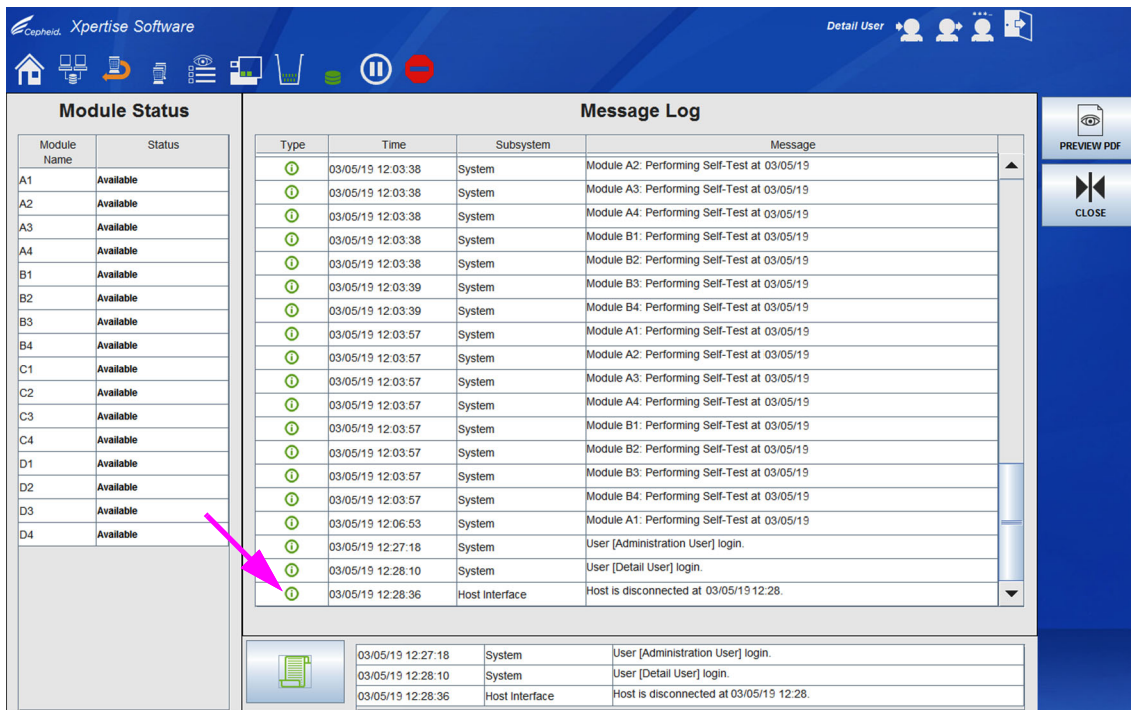 Cepheid. Xpertise Software
Detail User
Module Status
Module Name Status
A1 Available
A2 Available
A3 Available
A4 Available
B1 Available
B2 Available
B3 Available
B4 Available
C1 Available
C2 Available
C3 Available
C4 Available
D1 Available
D2 Available
D3 Available
D4 Available
Message Log
Type Time Subsystem Message
03/05/19 12:03:38 System Module A2: Performing Self-Test at 03/05/19
03/05/19 12:03:38 System Module A3: Performing Self-Test at 03/05/19
03/05/19 12:03:38 System Module A4: Performing Self-Test at 03/05/19
03/05/19 12:03:38 System Module B1: Performing Self-Test at 03/05/19
03/05/19 12:03:38 System Module B2: Performing Self-Test at 03/05/19
03/05/19 12:03:39 System Module B3: Performing Self-Test at 03/05/19
03/05/19 12:03:39 System Module B4: Performing Self-Test at 03/05/19
03/05/19 12:03:57 System Module A1: Performing Self-Test at 03/05/19
03/05/19 12:03:57 System Module A2: Performing Self-Test at 03/05/19
03/05/19 12:03:57 System Module A3: Performing Self-Test at 03/05/19
03/05/19 12:03:57 System Module A4: Performing Self-Test at 03/05/19
03/05/19 12:03:57 System Module B1: Performing Self-Test at 03/05/19
03/05/19 12:03:57 System Module B2: Performing Self-Test at 03/05/19
03/05/19 12:03:57 System Module B3: Performing Self-Test at 03/05/19
03/05/19 12:03:57 System Module B4: Performing Self-Test at 03/05/19
03/05/19 12:06:53 System Module A1: Performing Self-Test at 03/05/19
03/05/19 12:27:18 System User [Administration User] login.
03/05/19 12:28:10 System User [Detail User] login.
03/05/19 12:28:36 Host Interface Host is disconnected at 03/05/19 12:28.
03/05/19 12:27:18 System User [Administration User] login.
03/05/19 12:28:10 System User [Detail User] login.
03/05/19 12:28:36 Host Interface Host is disconnected at 03/05/19 12:28.
PREVIEW PDF
CLOSE